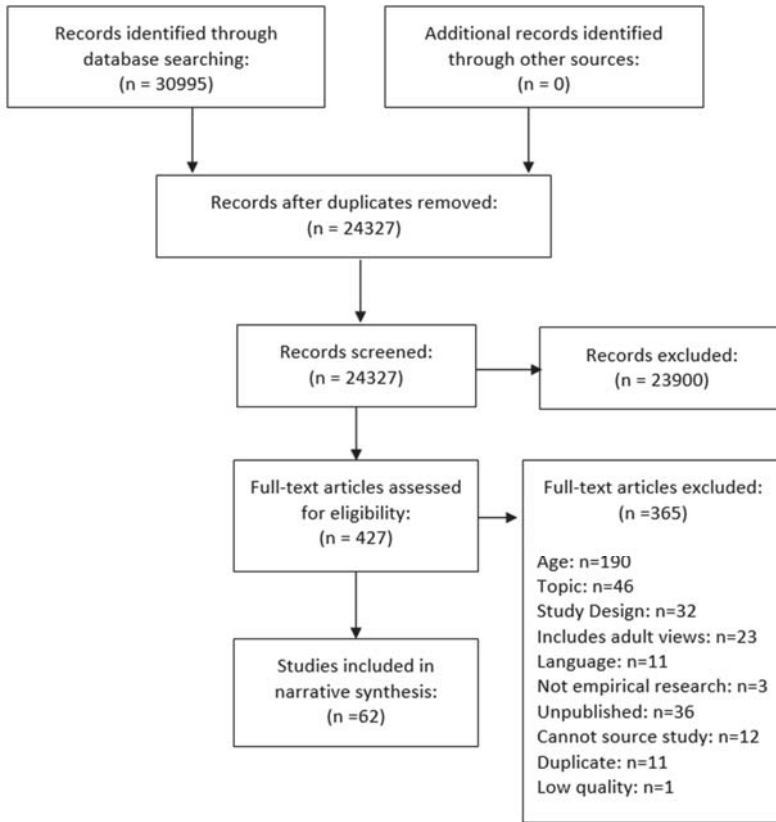 Records identified through
database searching:
(n = 30995)
Additional records identified
through other sources:
(n = 0)
Records after duplicates removed:
(n = 24327)
Records screened:
(n = 24327)
Records excluded:
(n = 23900)
Full-text articles assessed
for eligibility:
(n = 427)
Full-text articles excluded:
(n =365)
Age: n=190
Topic: n=46
Study Design: n=32
Includes adult views: n=23
Language: n=11
Not empirical research: n=3
Unpublished: n=36
Cannot source study: n=12
Duplicate: n=11
Low quality: n=1
Studies included in
narrative synthesis:
(n =62)